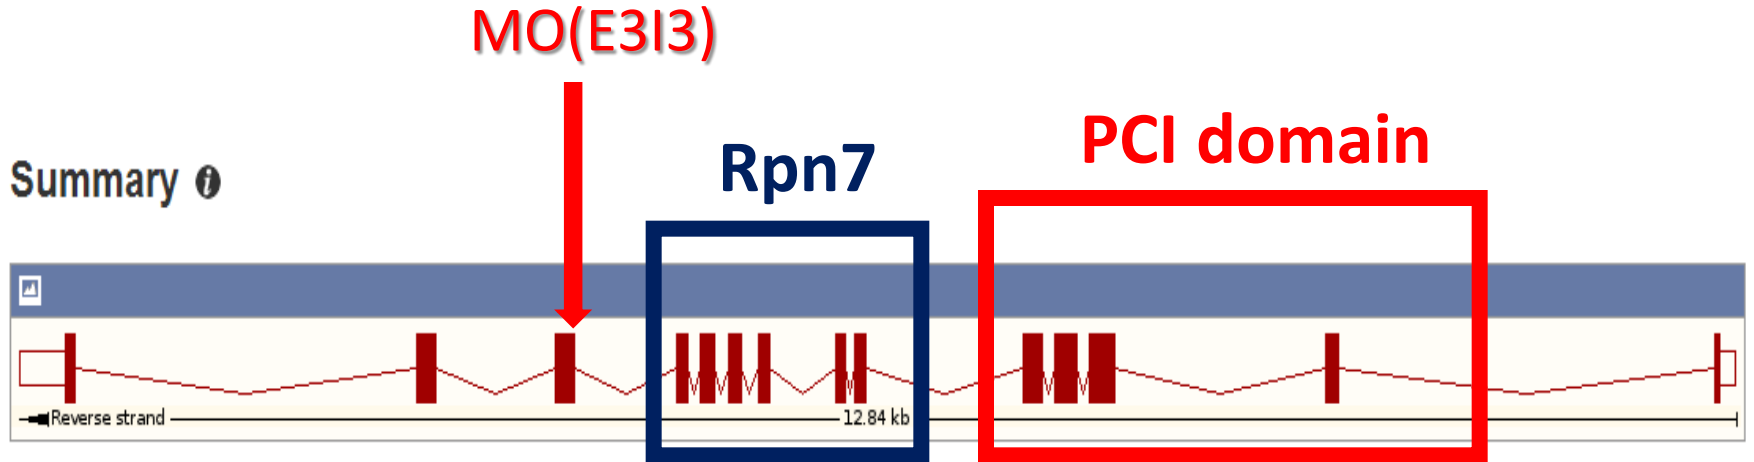 MO(E3I3)
PCI domain
Rpn7
Summary
Reverse strand
12.84 kb